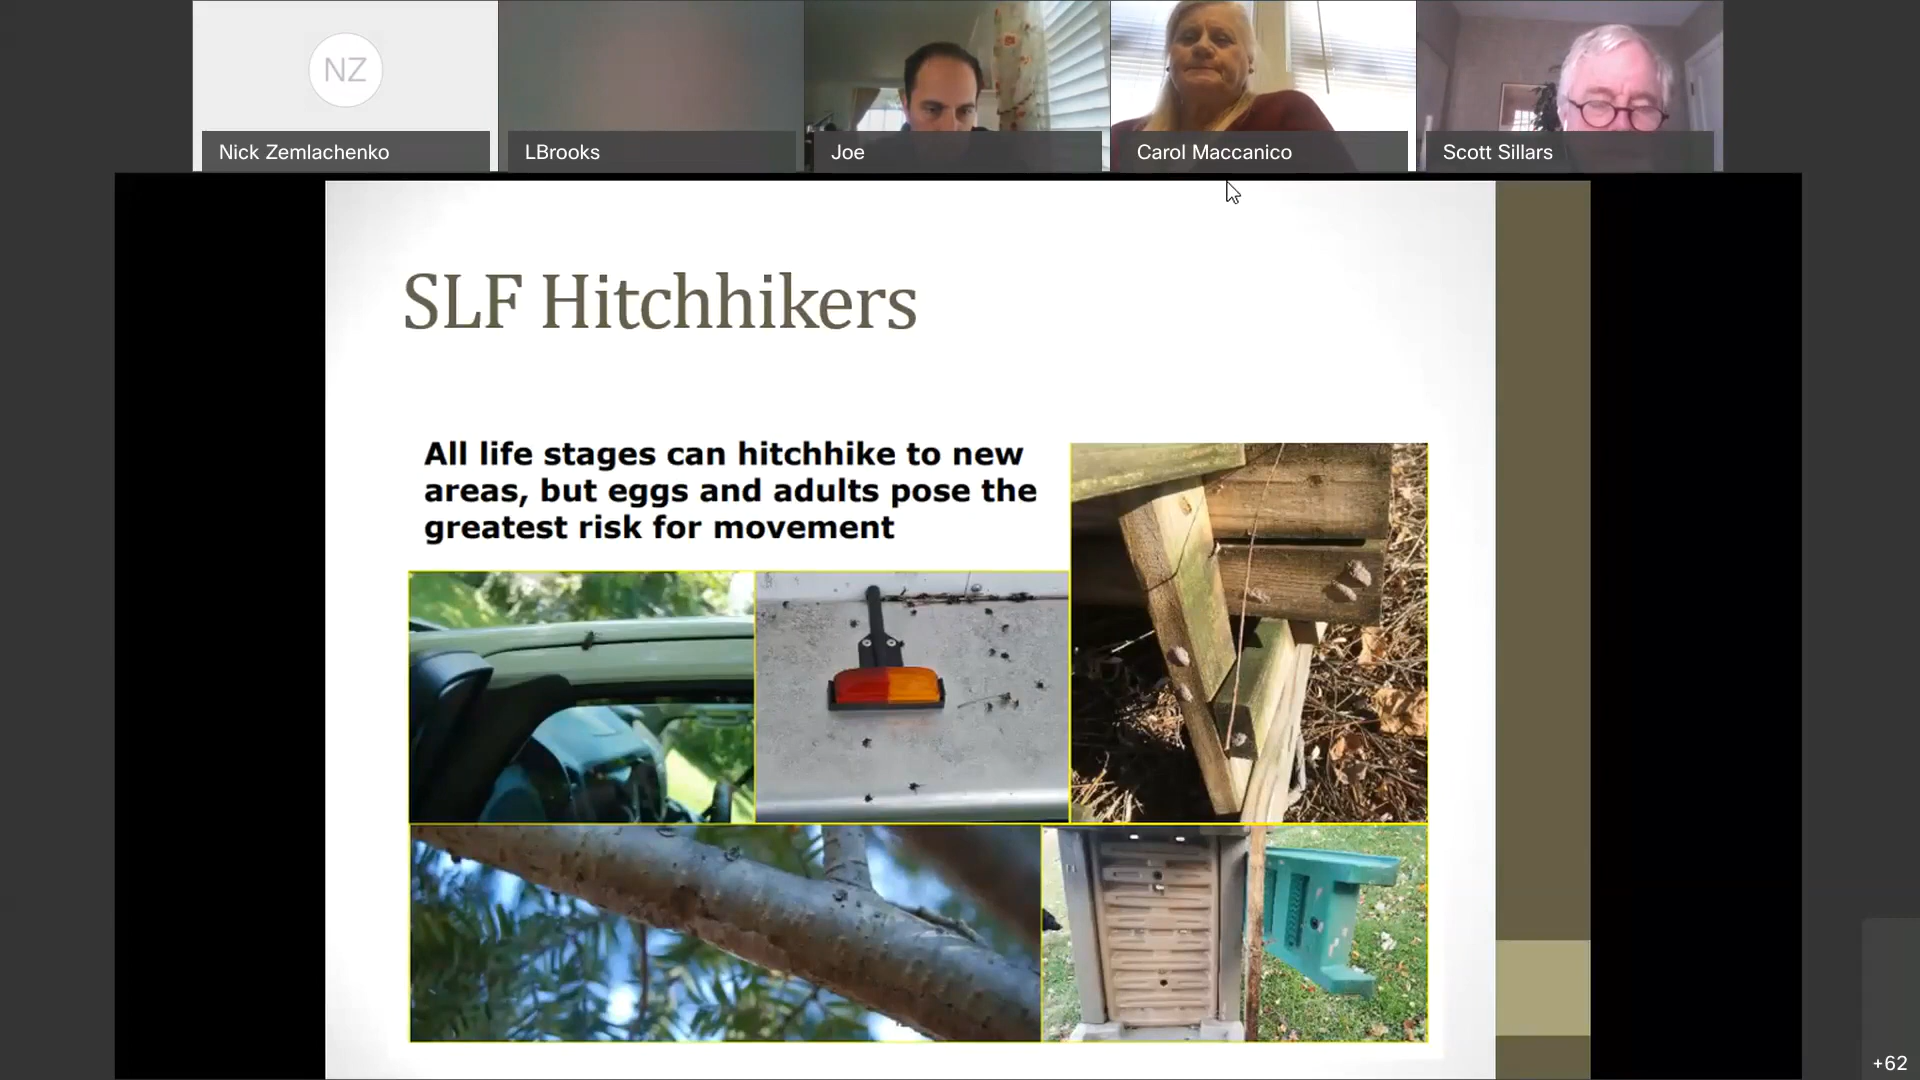 NZ
Nick Zemlachenko
LBrooks
Joe
Carol Maccanico
Scott Sillars
SLF Hitchhikers
All life stages can hitchhike to new
areas, but eggs and adults pose the
greatest risk for movement
+62